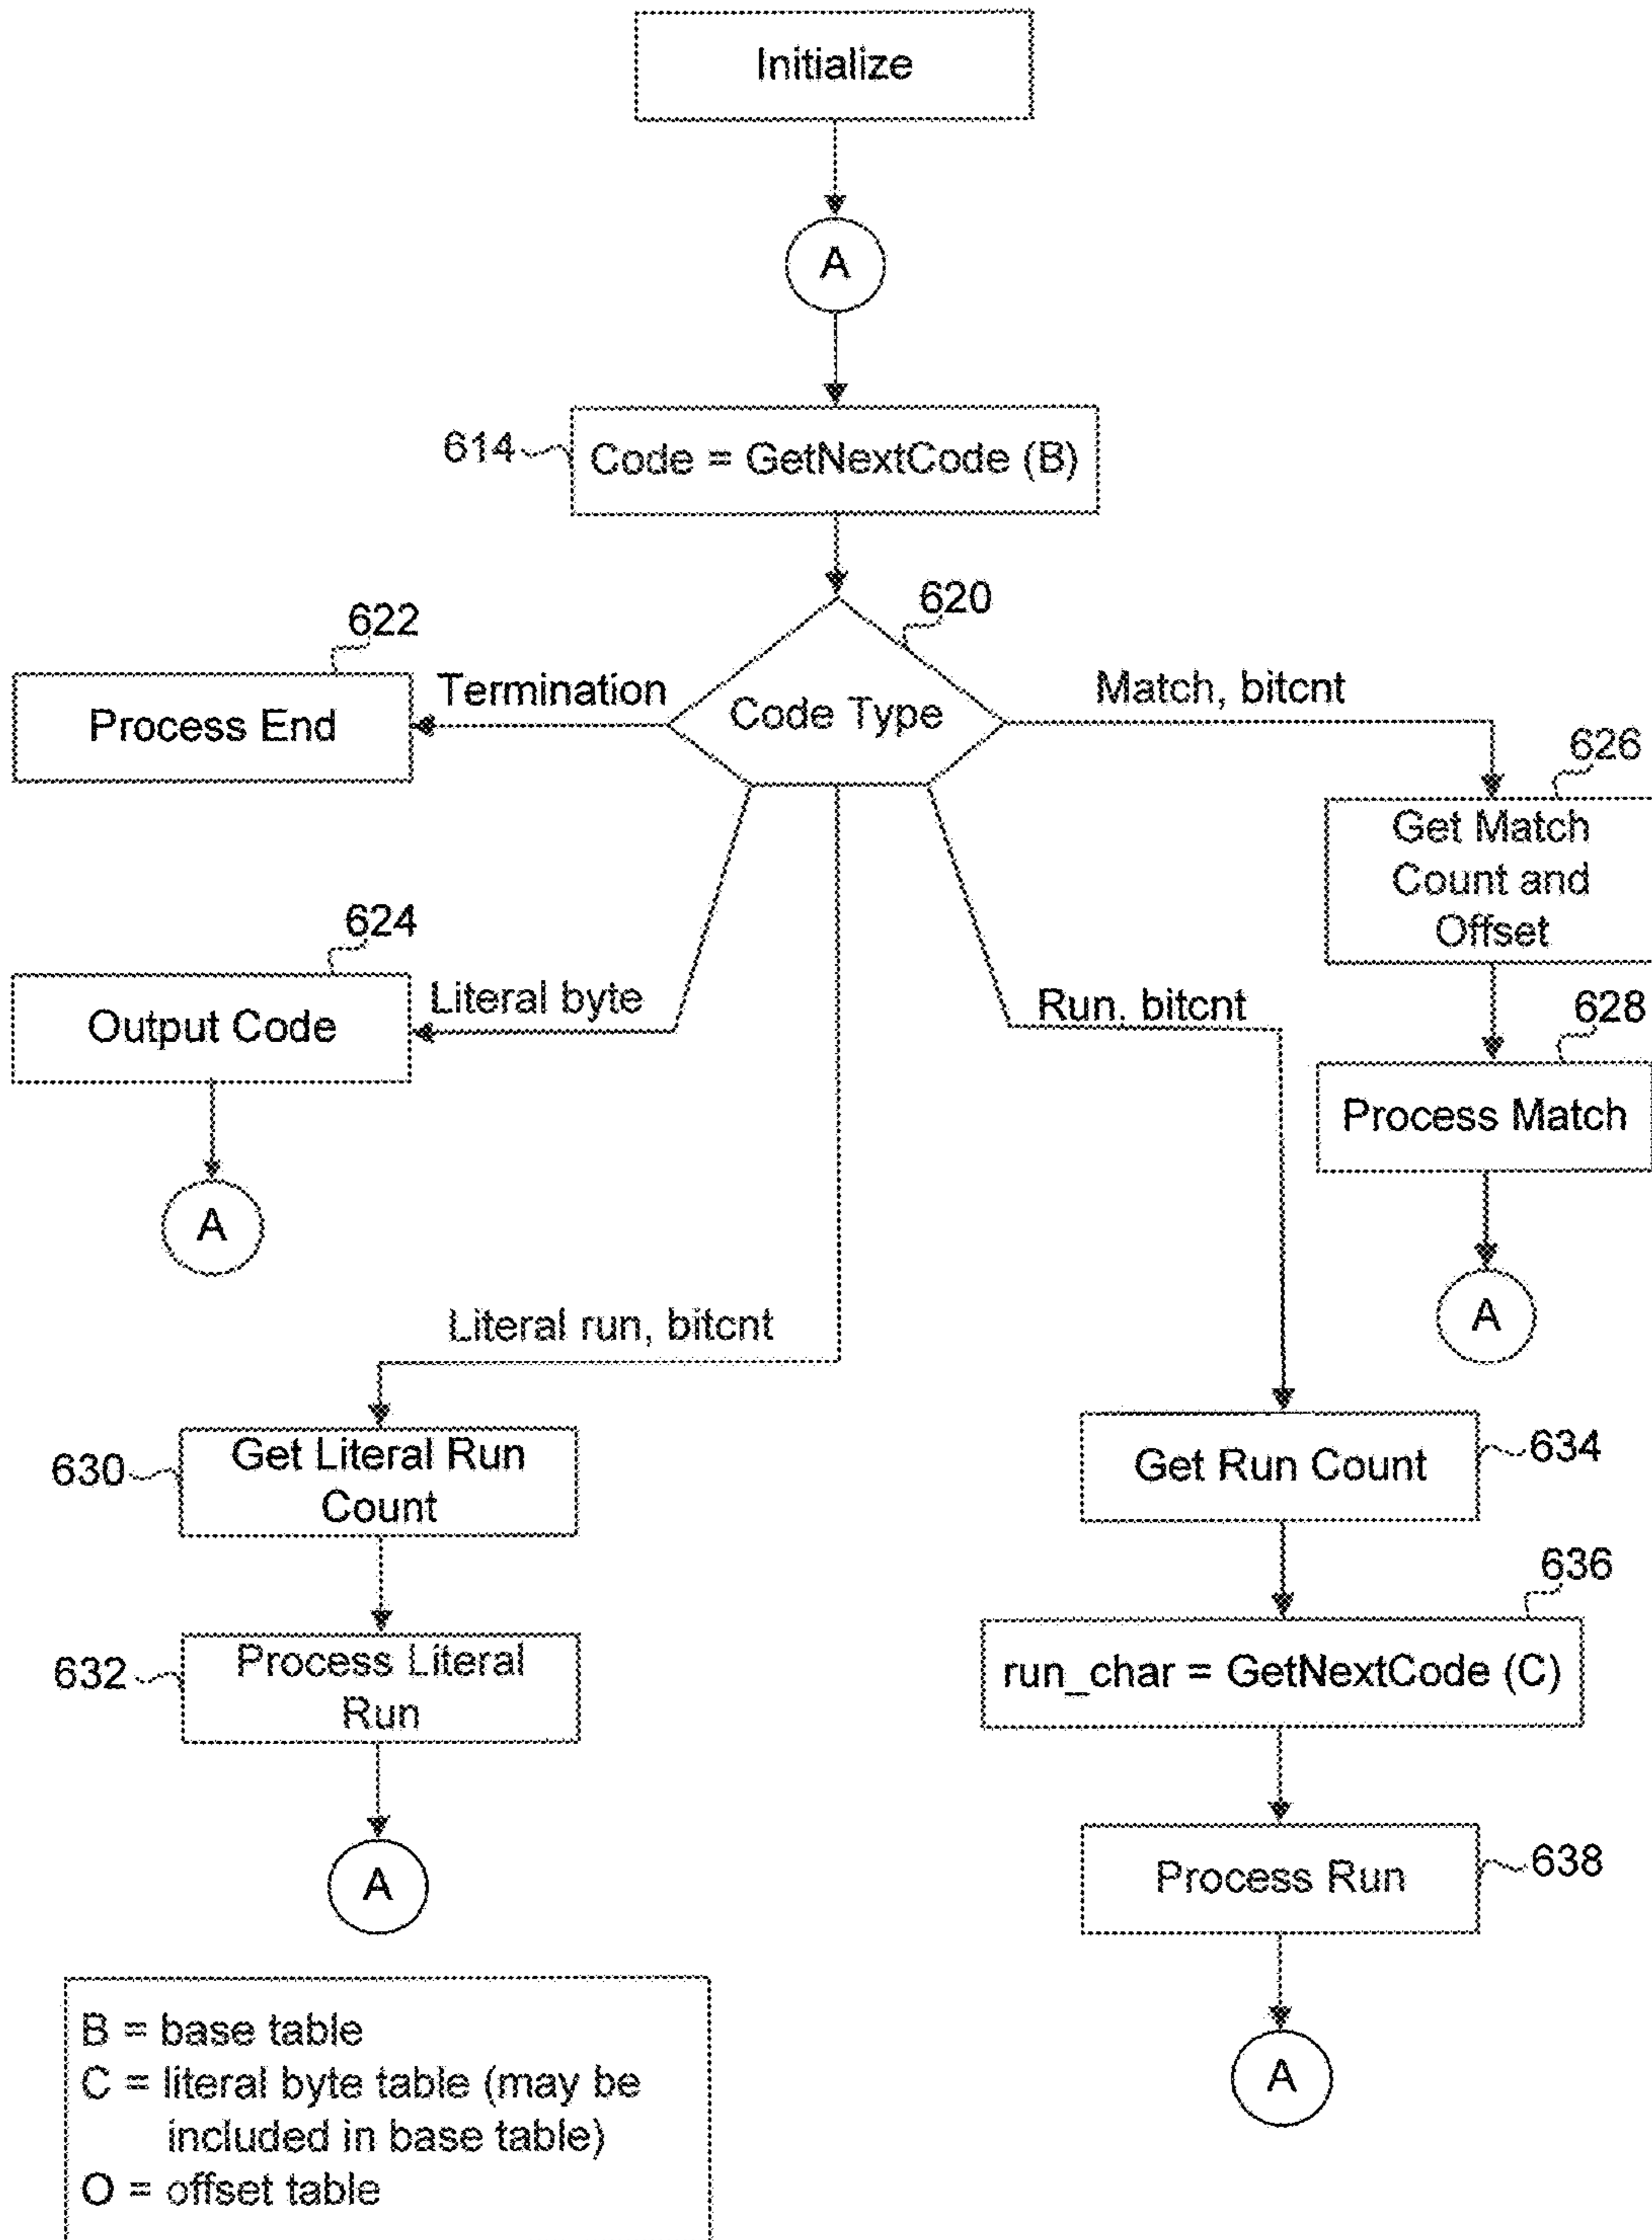 Initialize
A
614
Code = GetNextCode (B)
620
Code Type
622
Termination
Process End
Match, bitcnt
626
Get Match
Count and
Offset
624
Literal byte
Output Code
A
Run. bitcnt
628
Process Match
A
Literal run, bitcnt
630
Get Literal Run
Count
632
Process Literal
Run
A
Get Run Count
634
636
run_char = GetNextCode (C)
Process Run
638
A
B = base table
C = literal byte table (may be
included in base table)
O = offset table